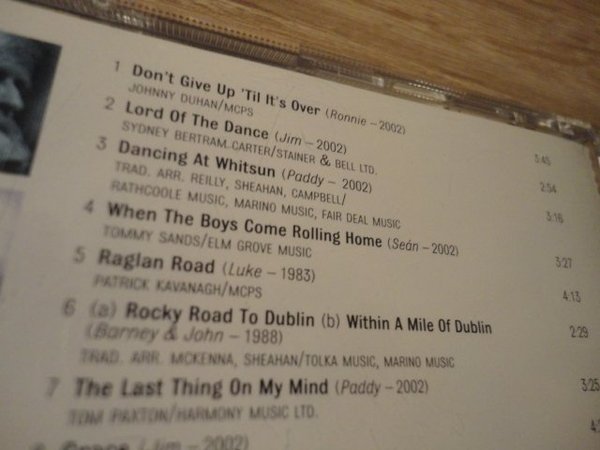 1 Don't Give Up 'Til It's Over (Ronnie – 2002) 3:45
JOHNNY DUHAN/MCPS
2 Lord Of The Dance (Jim – 2002) 2:54
SYDNEY BERTRAM CARTER/STAINER & BELL LTD.
3 Dancing At Whitsun (Paddy – 2002) 3:16
TRAD. ARR. REILLY, SHEAHAN, CAMPBELL/
RATHCOOLE MUSIC, MARINO MUSIC, FAIR DEAL MUSIC
4 When The Boys Come Rolling Home (Seán – 2002) 3:27
TOMMY SANDS/ELM GROVE MUSIC
5 Raglan Road (Luke – 1983) 4:13
PATRICK KAVANAGH/MCPS
6 (a) Rocky Road To Dublin (b) Within A Mile Of Dublin 2:29
(Barney & John – 1988)
TRAD. ARR. MCKENNA, SHEAHAN/TOLKA MUSIC, MARINO MUSIC
7 The Last Thing On My Mind (Paddy – 2002) 3:25
TOM PAXTON/HARMONY MUSIC LTD.
Grace (Jim – 2002)